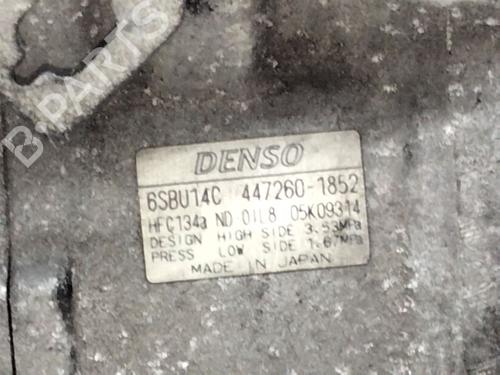 B-PARTS
DENSO
6SBU14C 447260-1852
HFC134a ND OIL8 05K09314
DESIGN HIGH SIDE 3.53MPa
PRESS LOW SIDE 1.67MPa
MADE IN JAPAN